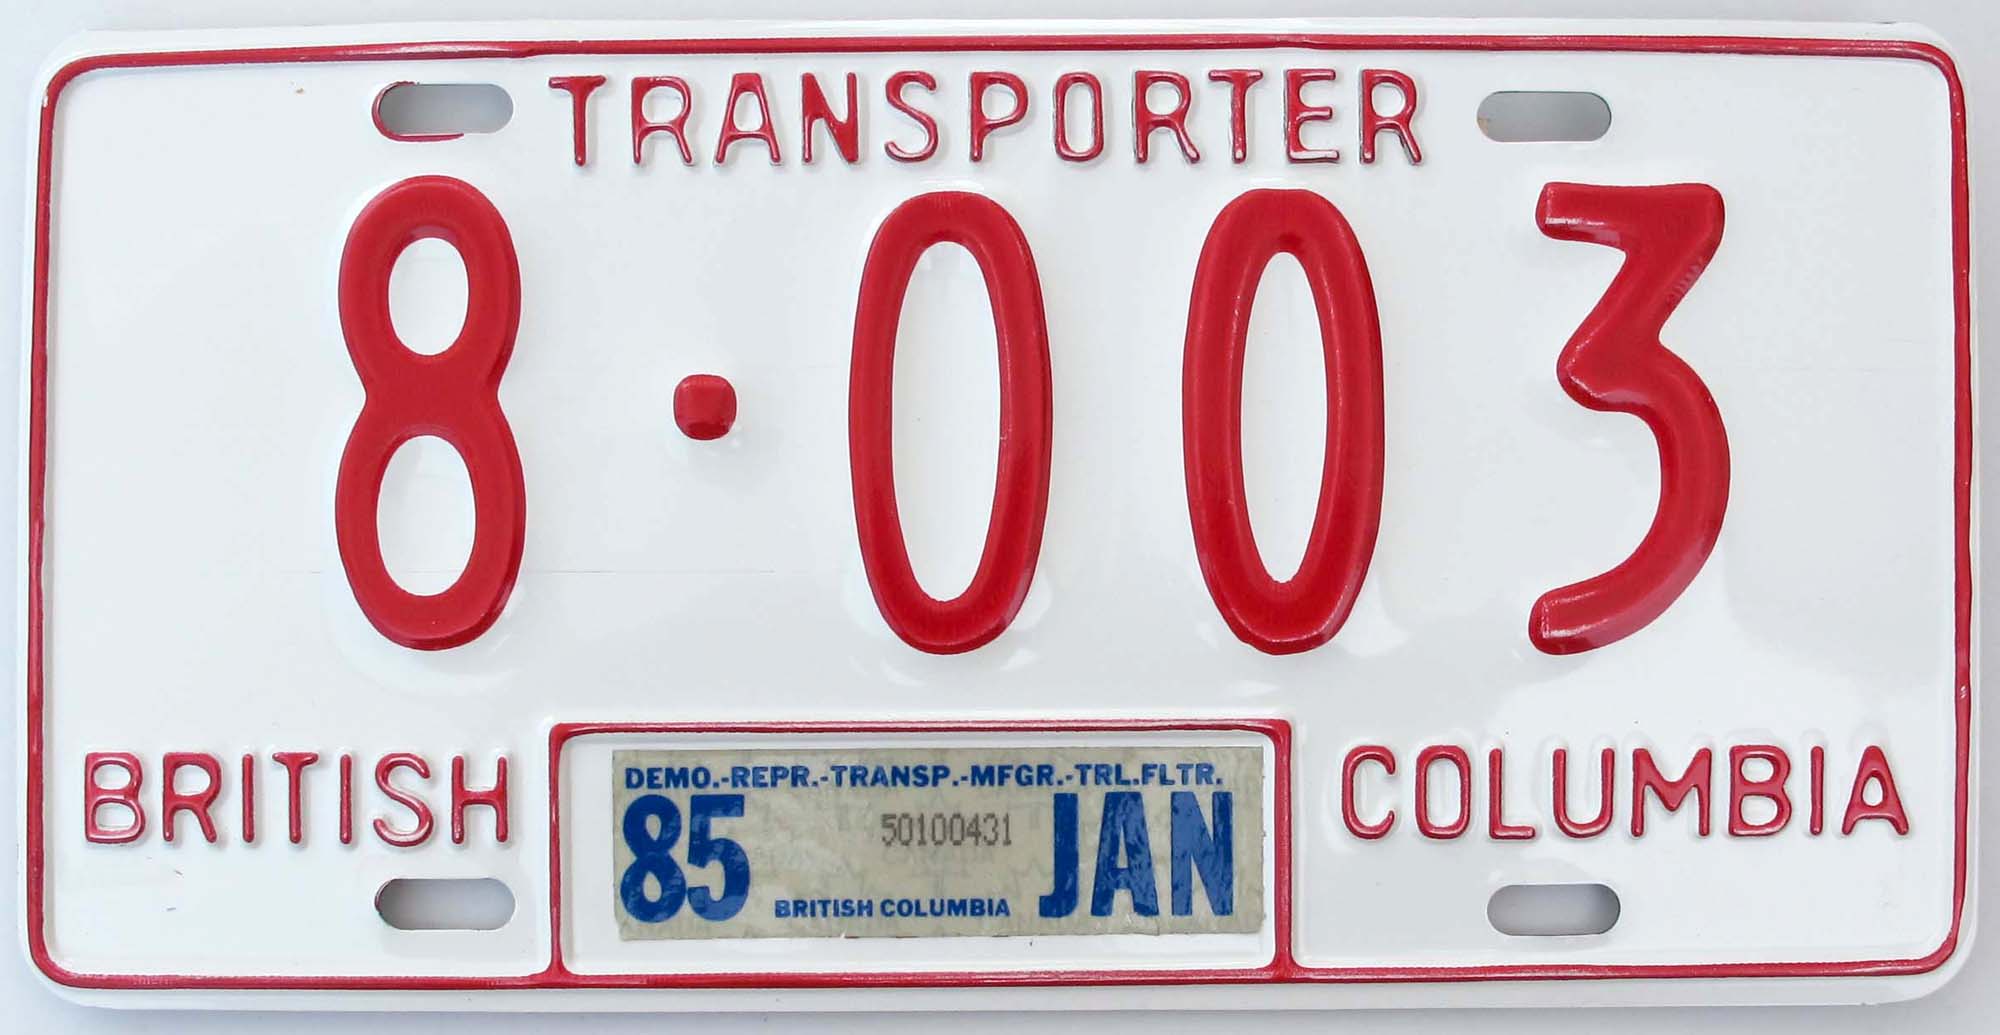 TRANSPORTER
8·003
BRITISH
COLUMBIA
DEMO.-REPR.-TRANSP.-MFGR.-TRL.FLTR.
85 50100431 JAN
BRITISH COLUMBIA